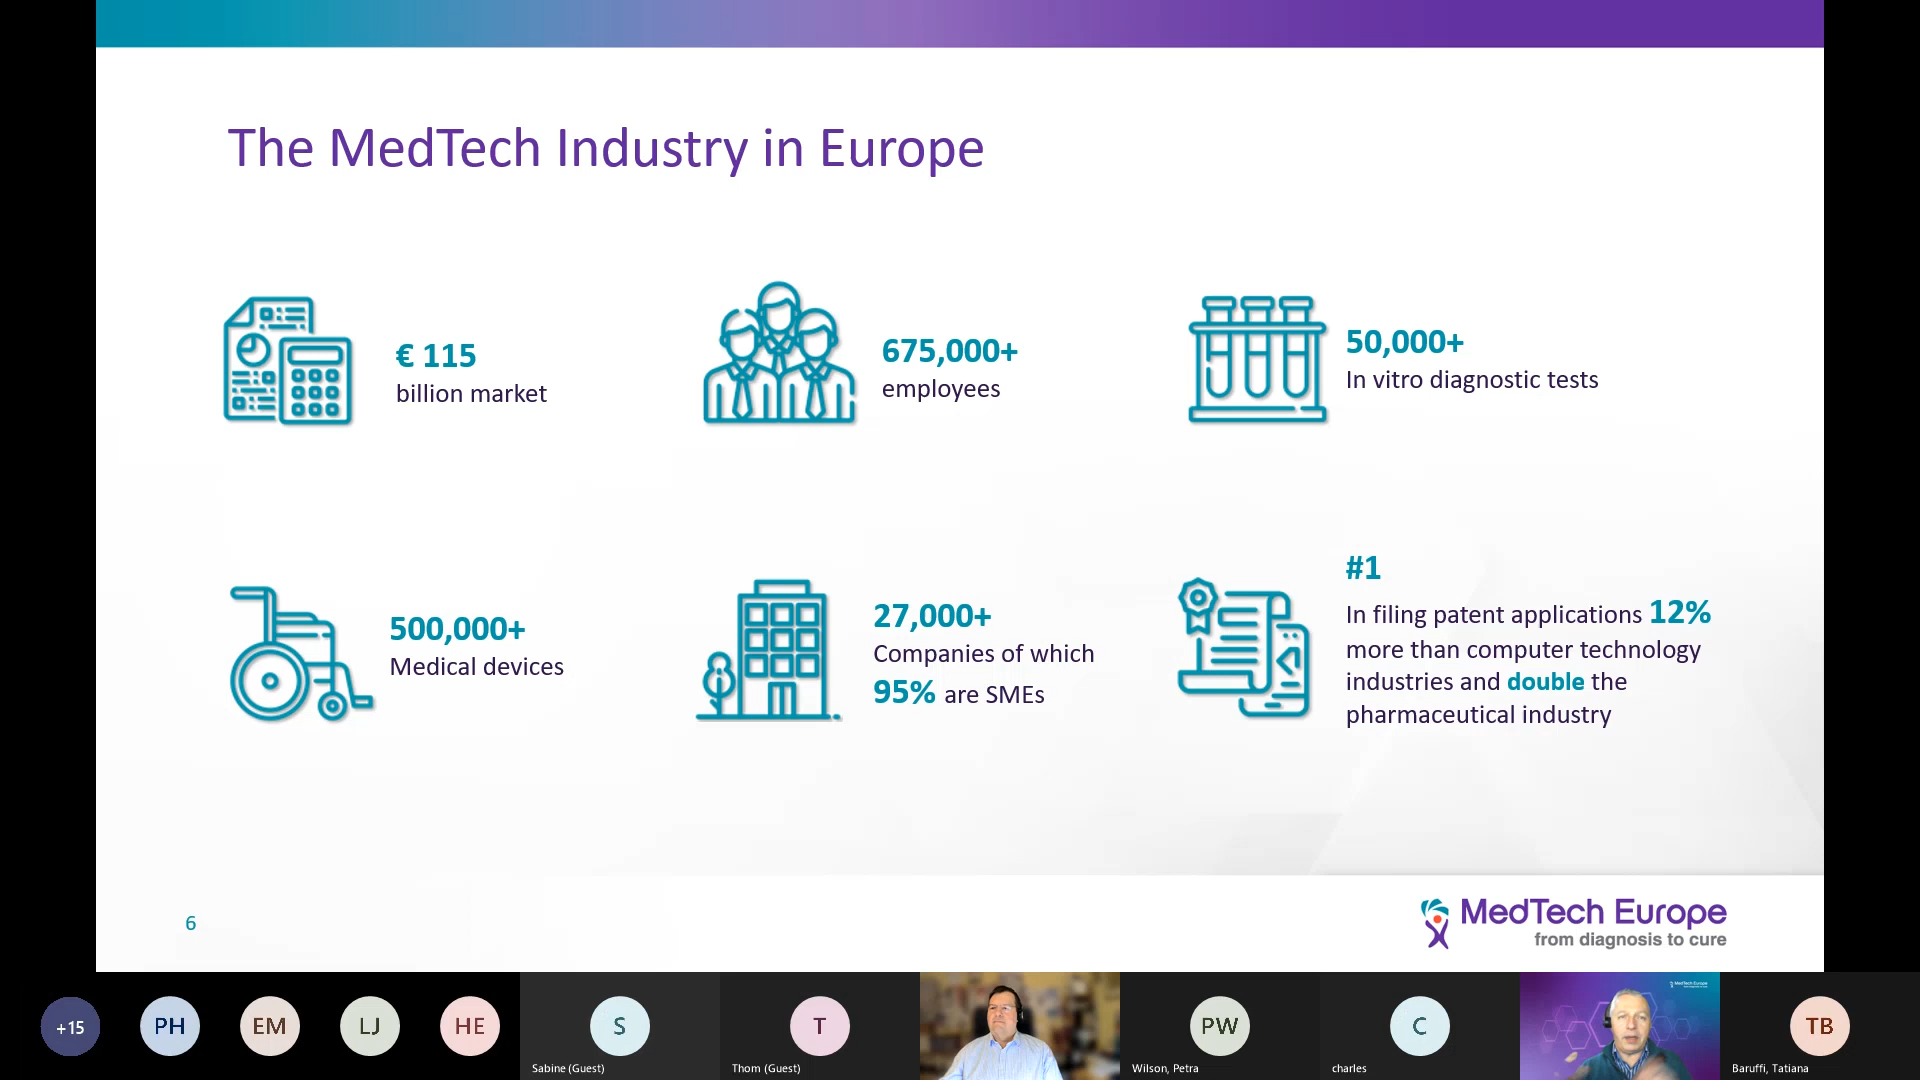 The MedTech Industry in Europe
€ 115
billion market
675,000+
employees
50,000+
In vitro diagnostic tests
500,000+
Medical devices
27,000+
Companies of which
95% are SMEs
#1
In filing patent applications 12%
more than computer technology
industries and double the
pharmaceutical industry
6
MedTech Europe
from diagnosis to cure
+15
PH
EM
LJ
HE
S
Sabine (Guest)
T
Thom (Guest)
PW
Wilson, Petra
C
charles
MedTech Europe
TB
Baruffi, Tatiana